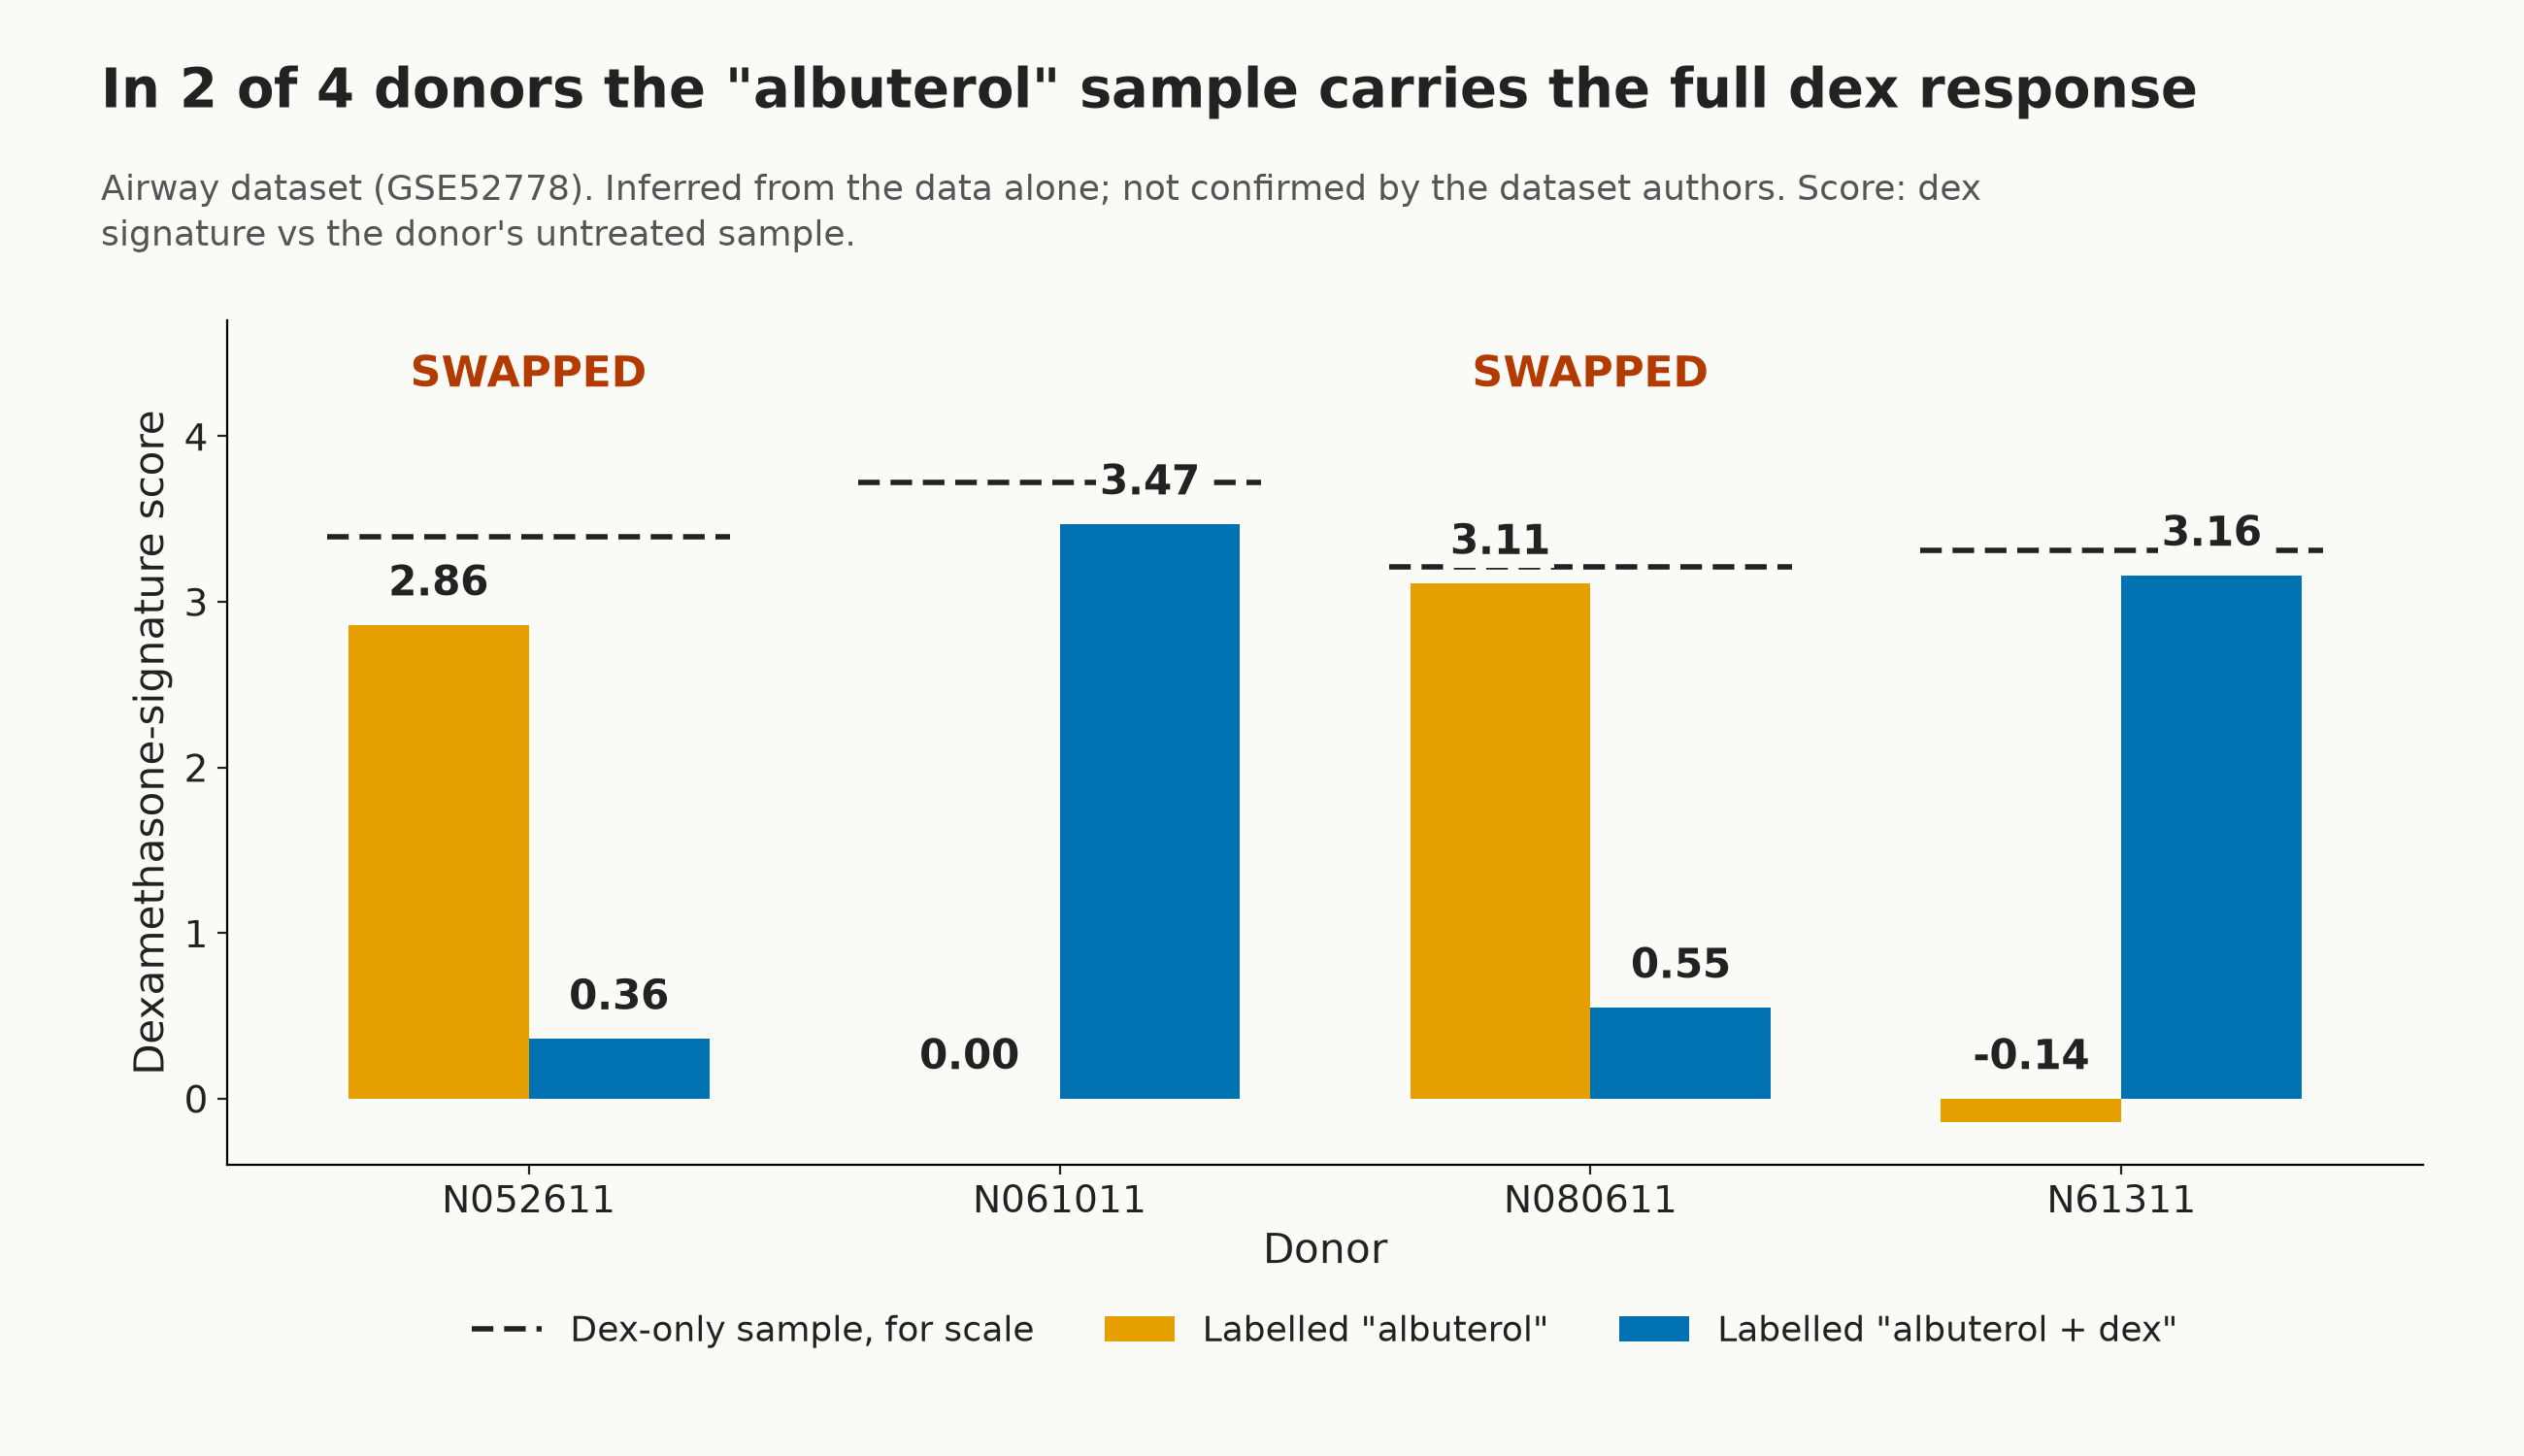 In 2 of 4 donors the "albuterol" sample carries the full dex response
Airway dataset (GSE52778). Inferred from the data alone; not confirmed by the dataset authors. Score: dex
signature vs the donor's untreated sample.
SWAPPED
SWAPPED
Dexamethasone-signature score
4
3
2
1
0
2.86
0.36
0.00
3.47
3.11
0.55
-0.14
3.16
N052611
N061011
N080611
N61311
Donor
Dex-only sample, for scale
Labelled "albuterol"
Labelled "albuterol + dex"